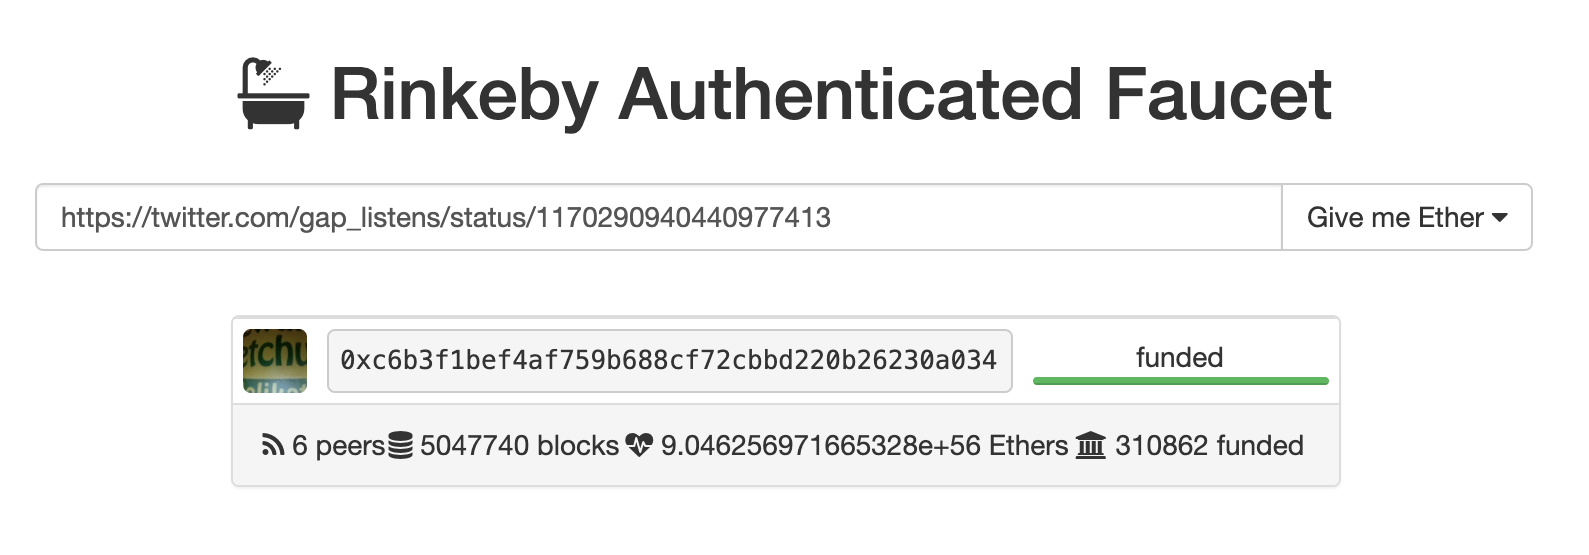 Rinkeby Authenticated Faucet
https://twitter.com/gap_listens/status/1170290940440977413 Give me Ether
0xc6b3f1bef4af759b688cf72cbbd220b26230a034 funded
6 peers 5047740 blocks 9.046256971665328e+56 Ethers 310862 funded